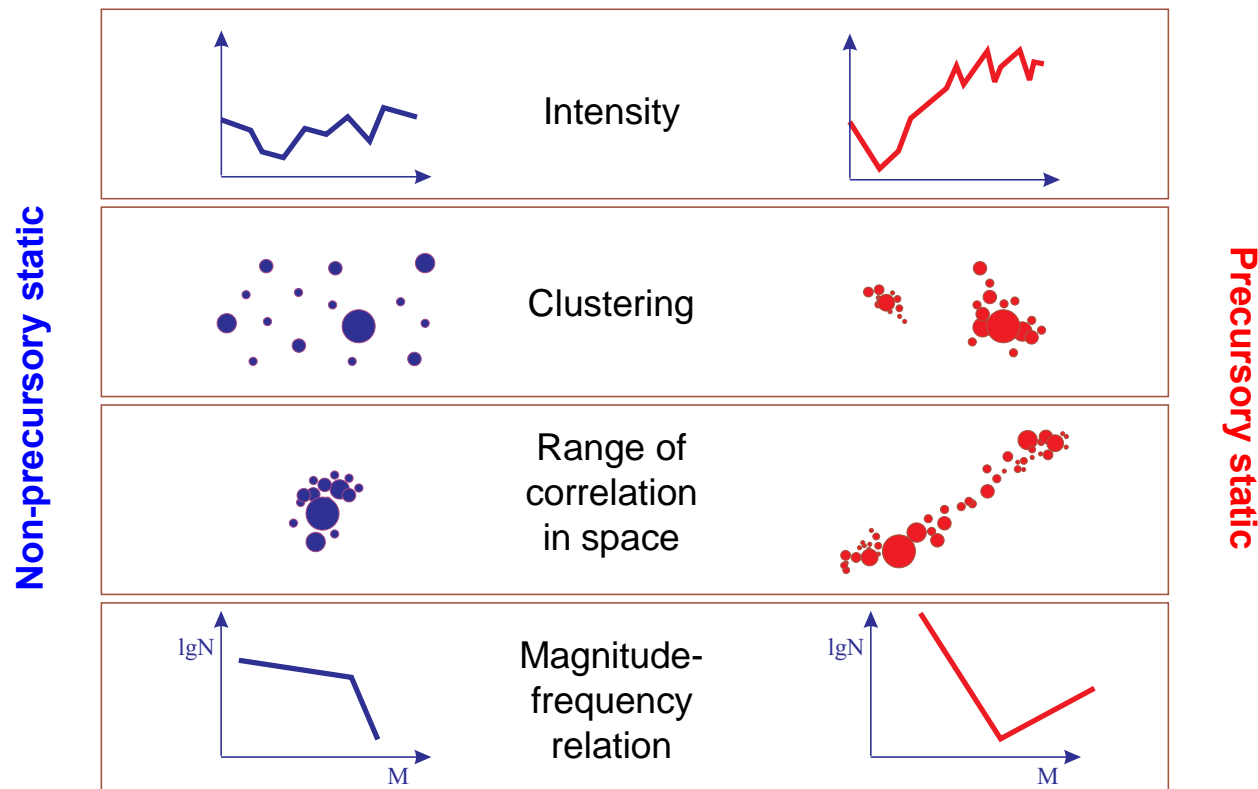 Non-precursory static
Intensity
Clustering
Range of
correlation
in space
lgN
M
Magnitude-
frequency
relation
lgN
M
Precursory static